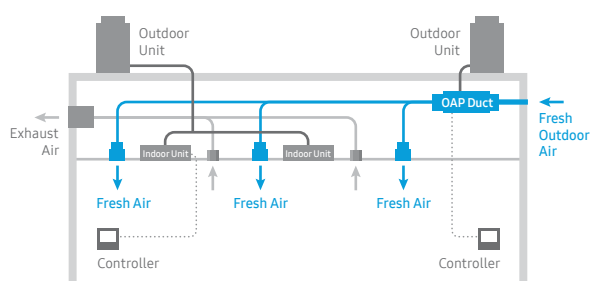 Outdoor
Unit
Outdoor
Unit
OAP Duct
Exhaust
Air
Fresh
Outdoor
Air
Indoor Unit
Indoor Unit
Fresh Air
Fresh Air
Fresh Air
Controller
Controller